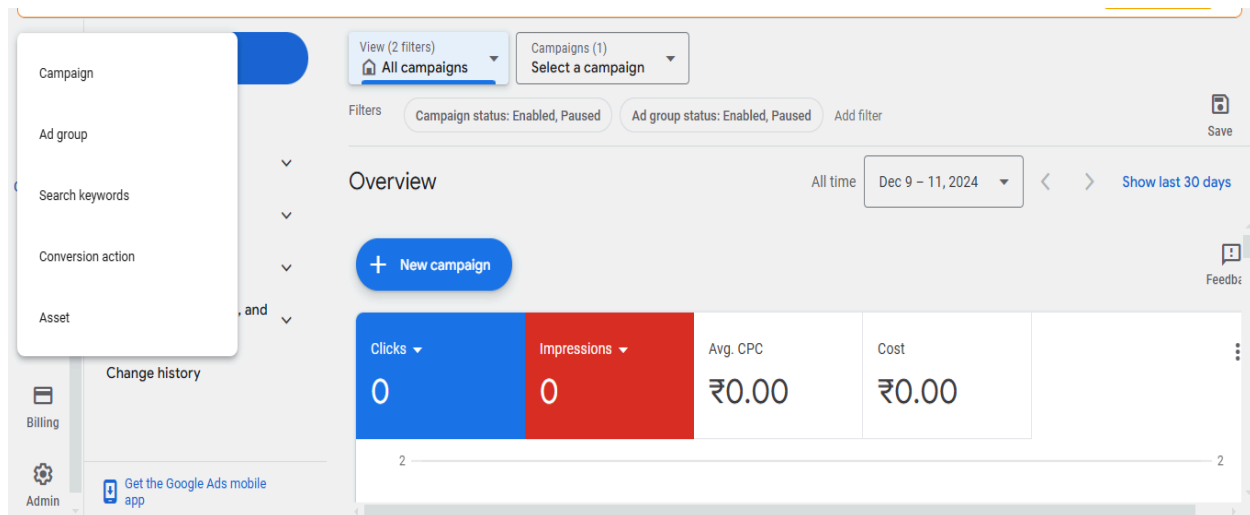 Campaign
Ad group
Search keywords
Conversion action
Asset
, and
Change history
Billing
Admin
Get the Google Ads mobile
app
View (2 filters)
All campaigns
Campaigns (1)
Select a campaign
Filters
Campaign status: Enabled, Paused
Ad group status: Enabled, Paused
Add filter
Save
Overview
All time
Dec 9 – 11, 2024
Show last 30 days
New campaign
Feedba
Clicks
0
Impressions
0
Avg. CPC
₹0.00
Cost
₹0.00
2
2